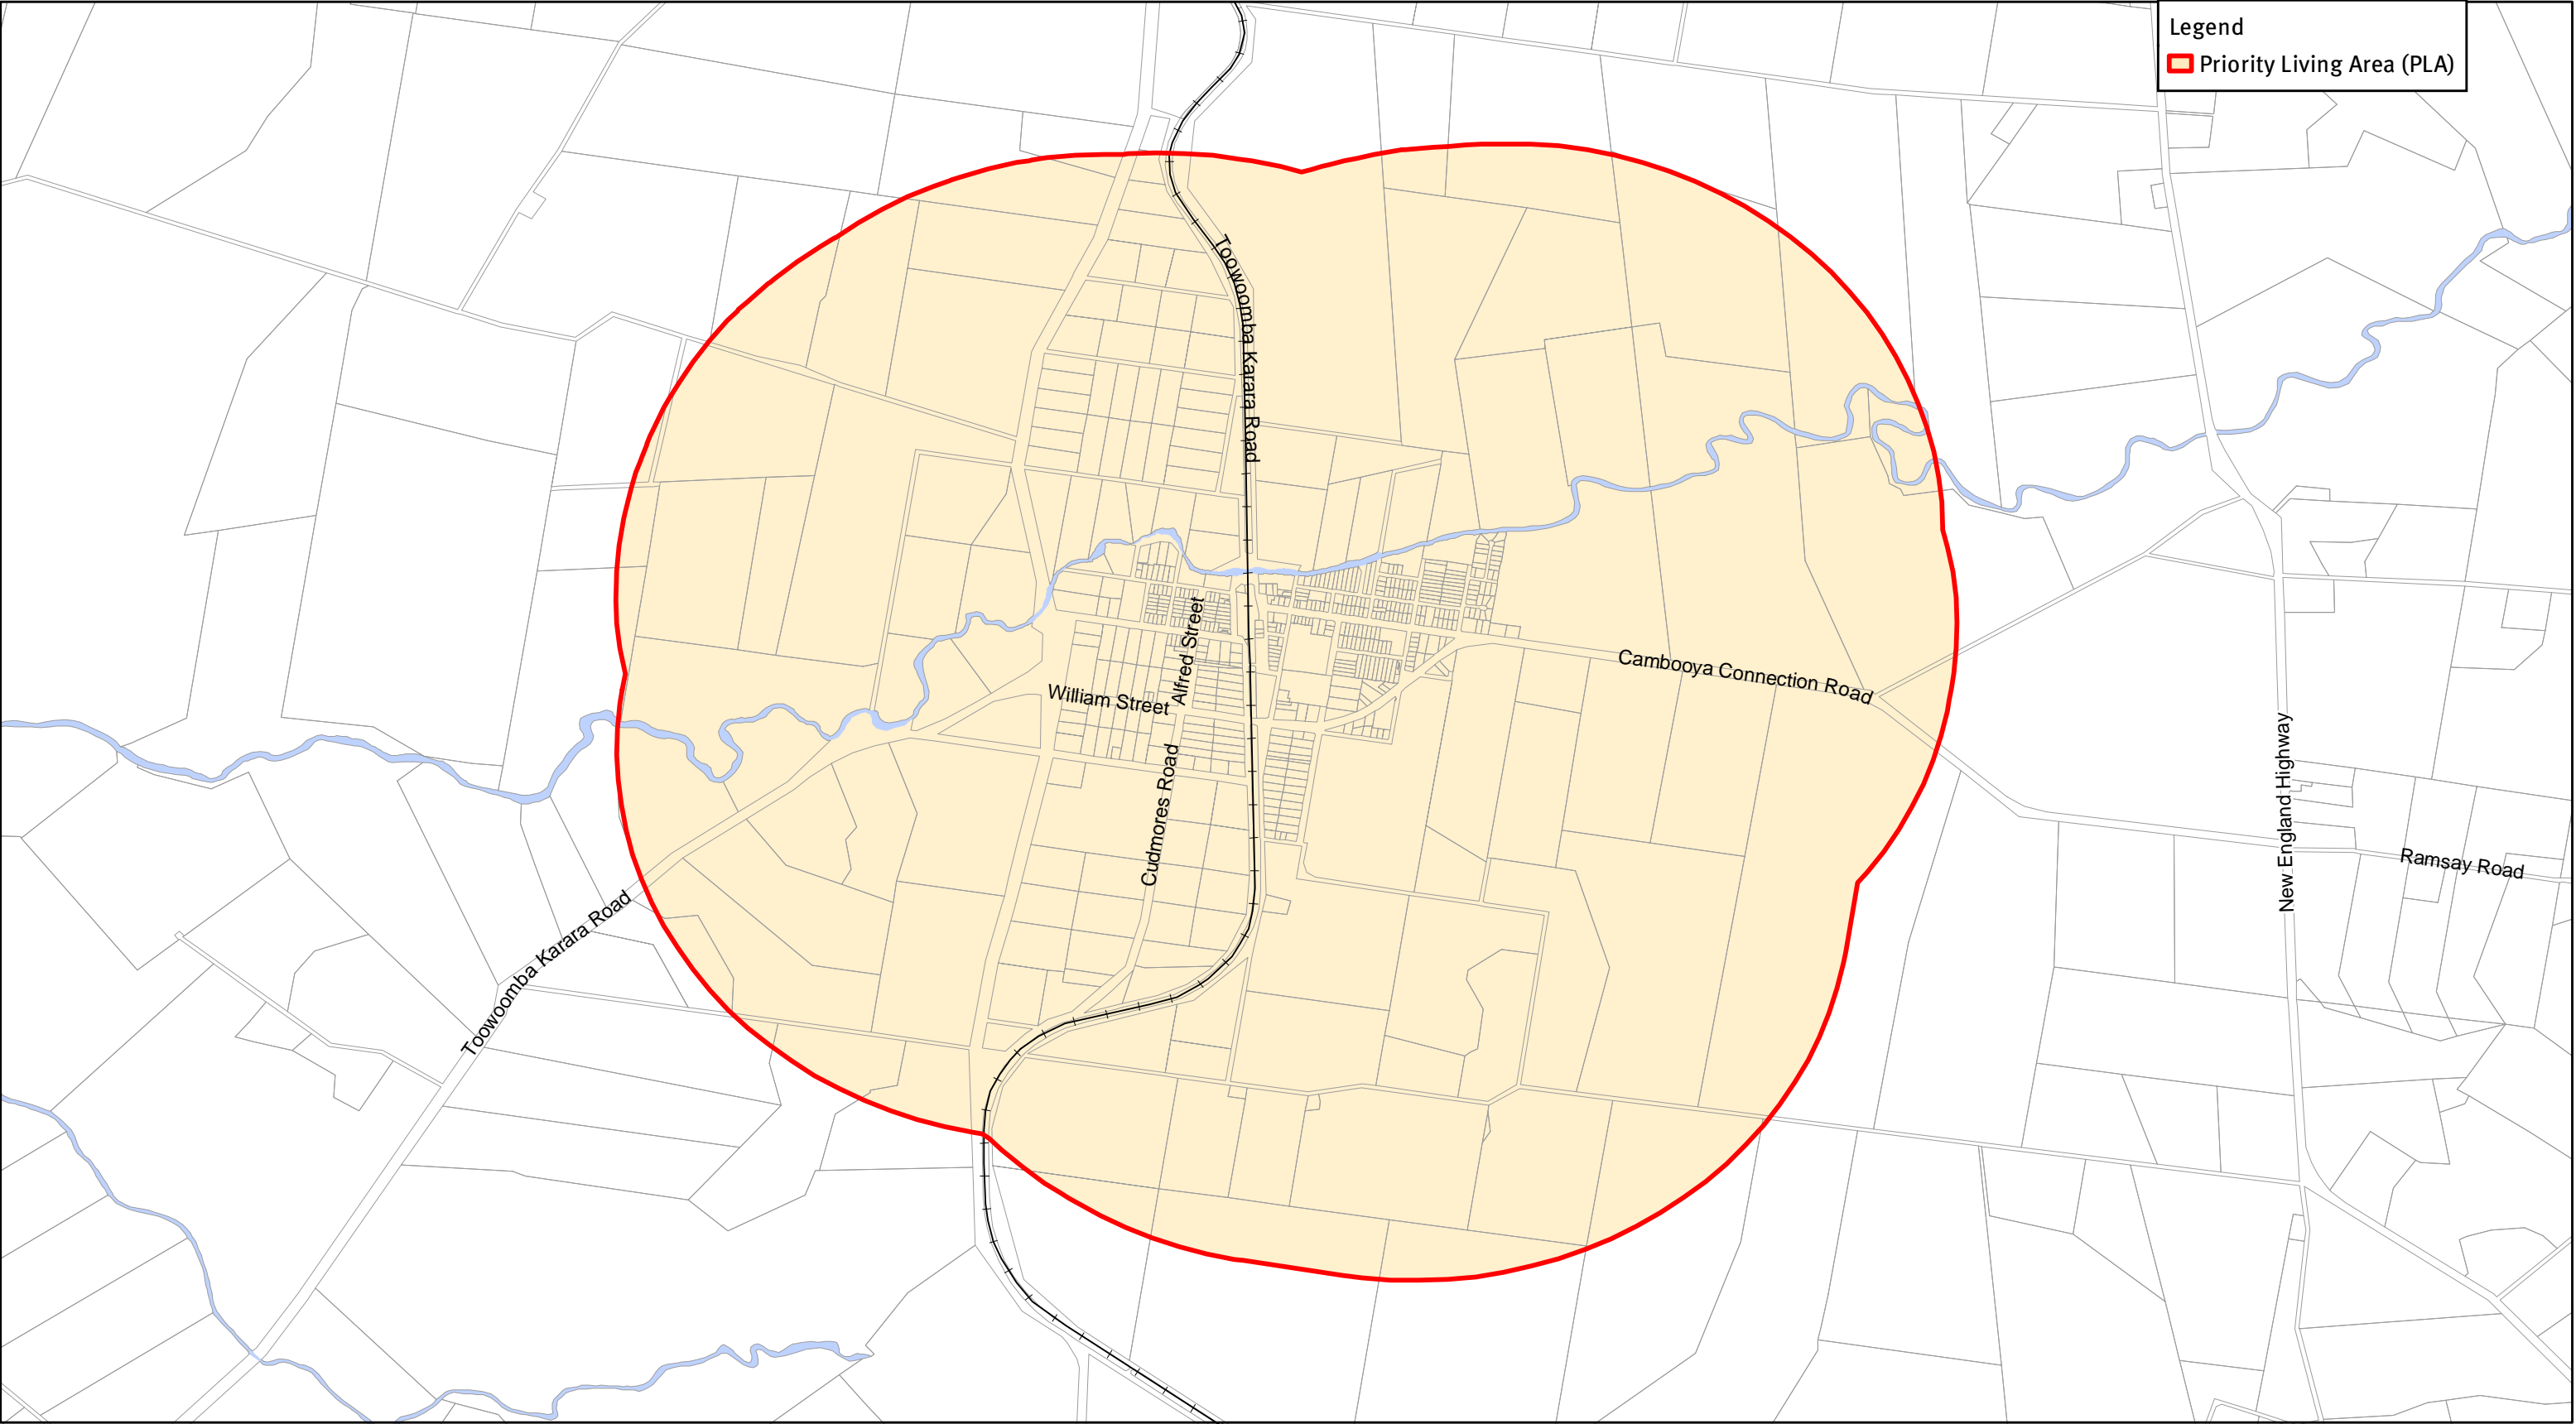 Legend
Priority Living Area (PLA)
Toowoomba Karara Road
Alfred Street
William Street
Cambooya Connection Road
Cudmores Road
New England Highway
Ramsay Road
Toowoomba Karara Road